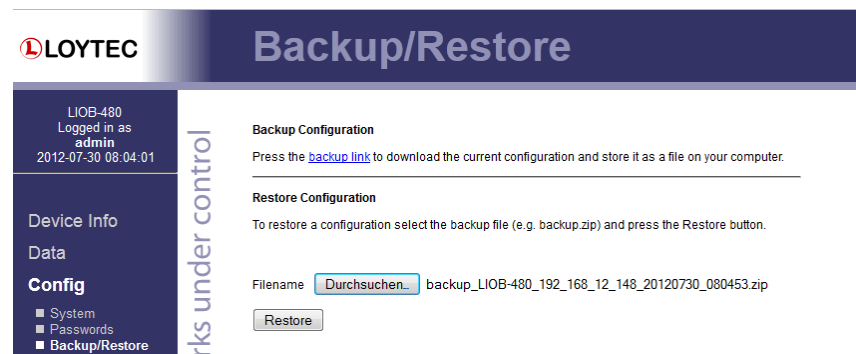 LOYTEC
Backup/Restore
LIOB-480
Logged in as
admin
2012-07-30 08:04:01
Device Info
Data
Config
System
Passwords
Backup/Restore
rks under control
Backup Configuration
Press the backup link to download the current configuration and store it as a file on your computer.
Restore Configuration
To restore a configuration select the backup file (e.g. backup.zip) and press the Restore button.
Filename Durchsuchen... backup_LIOB-480_192_168_12_148_20120730_080453.zip
Restore